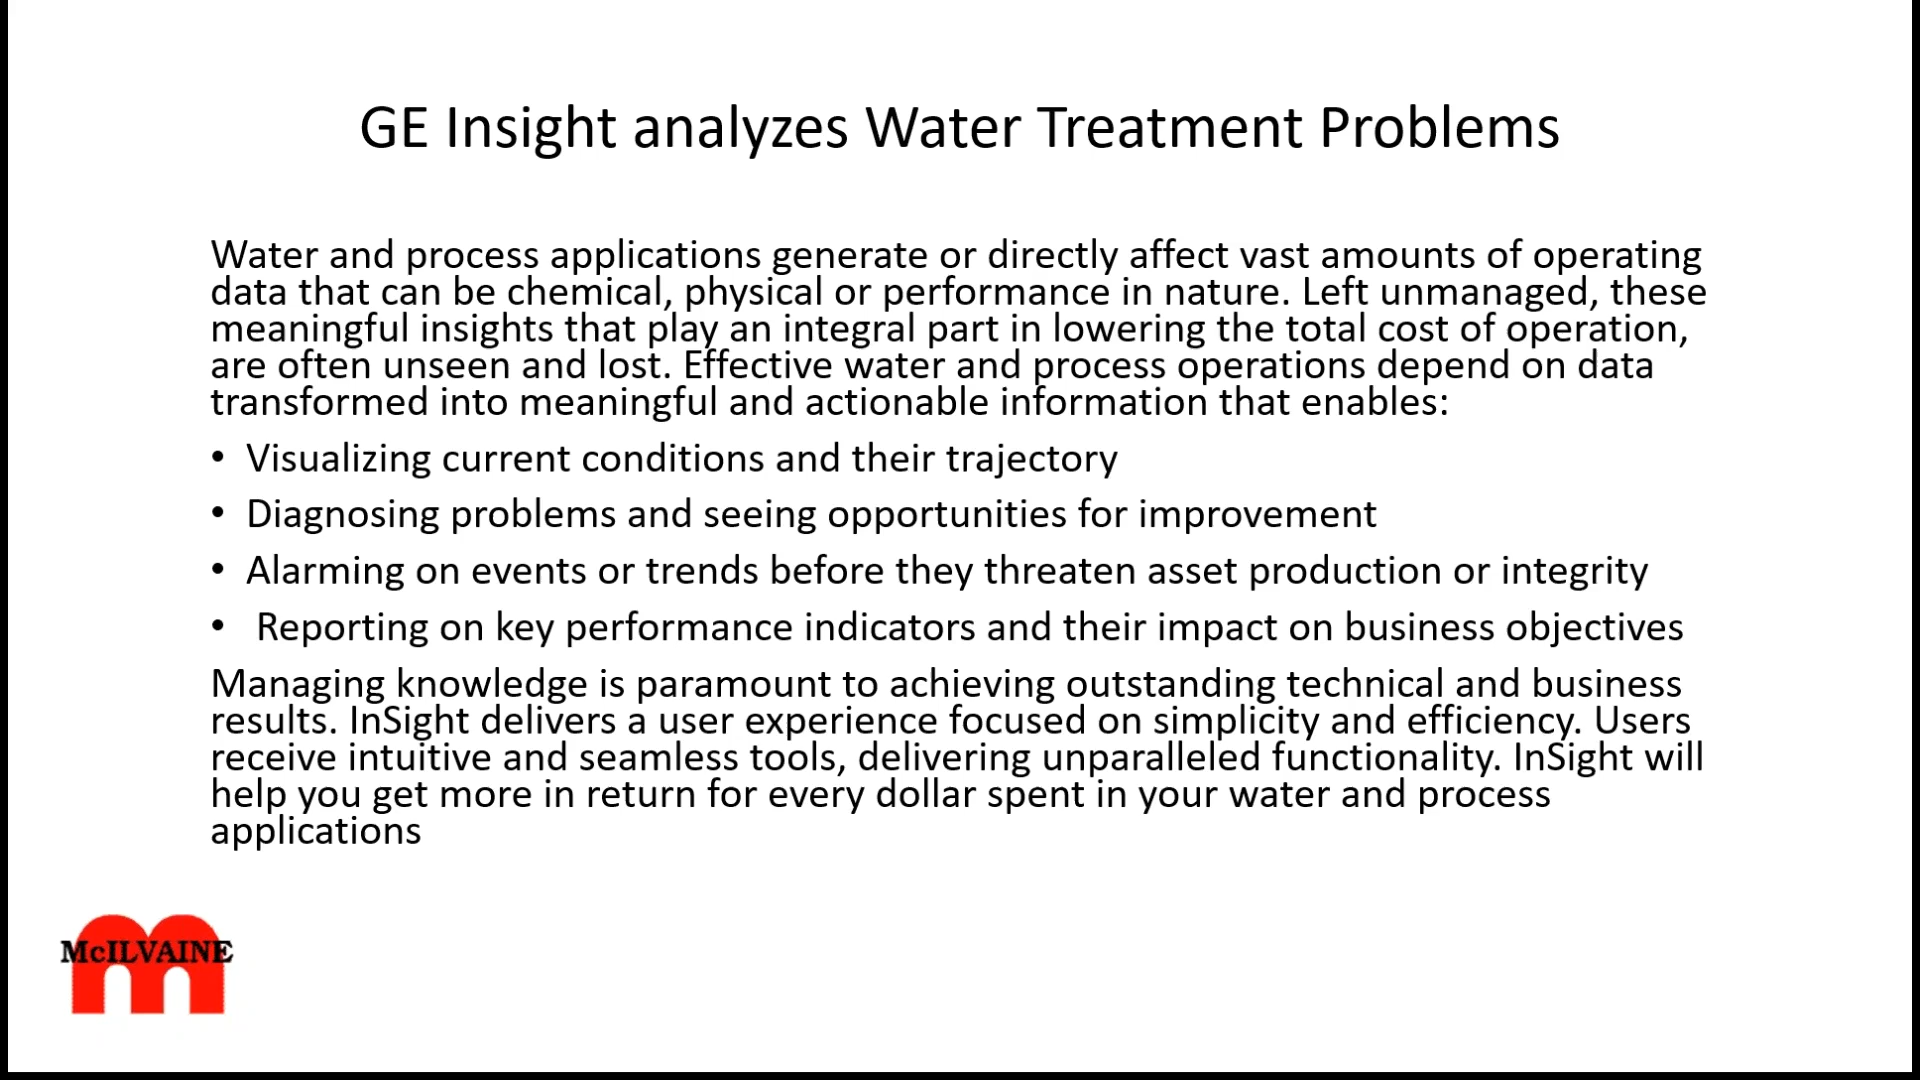 GE Insight analyzes Water Treatment Problems
Water and process applications generate or directly affect vast amounts of operating
data that can be chemical, physical or performance in nature. Left unmanaged, these
meaningful insights that play an integral part in lowering the total cost of operation,
are often unseen and lost. Effective water and process operations depend on data
transformed into meaningful and actionable information that enables:
• Visualizing current conditions and their trajectory
• Diagnosing problems and seeing opportunities for improvement
• Alarming on events or trends before they threaten asset production or integrity
• Reporting on key performance indicators and their impact on business objectives
Managing knowledge is paramount to achieving outstanding technical and business
results. InSight delivers a user experience focused on simplicity and efficiency. Users
receive intuitive and seamless tools, delivering unparalleled functionality. InSight will
help you get more in return for every dollar spent in your water and process
applications
McILVAINE